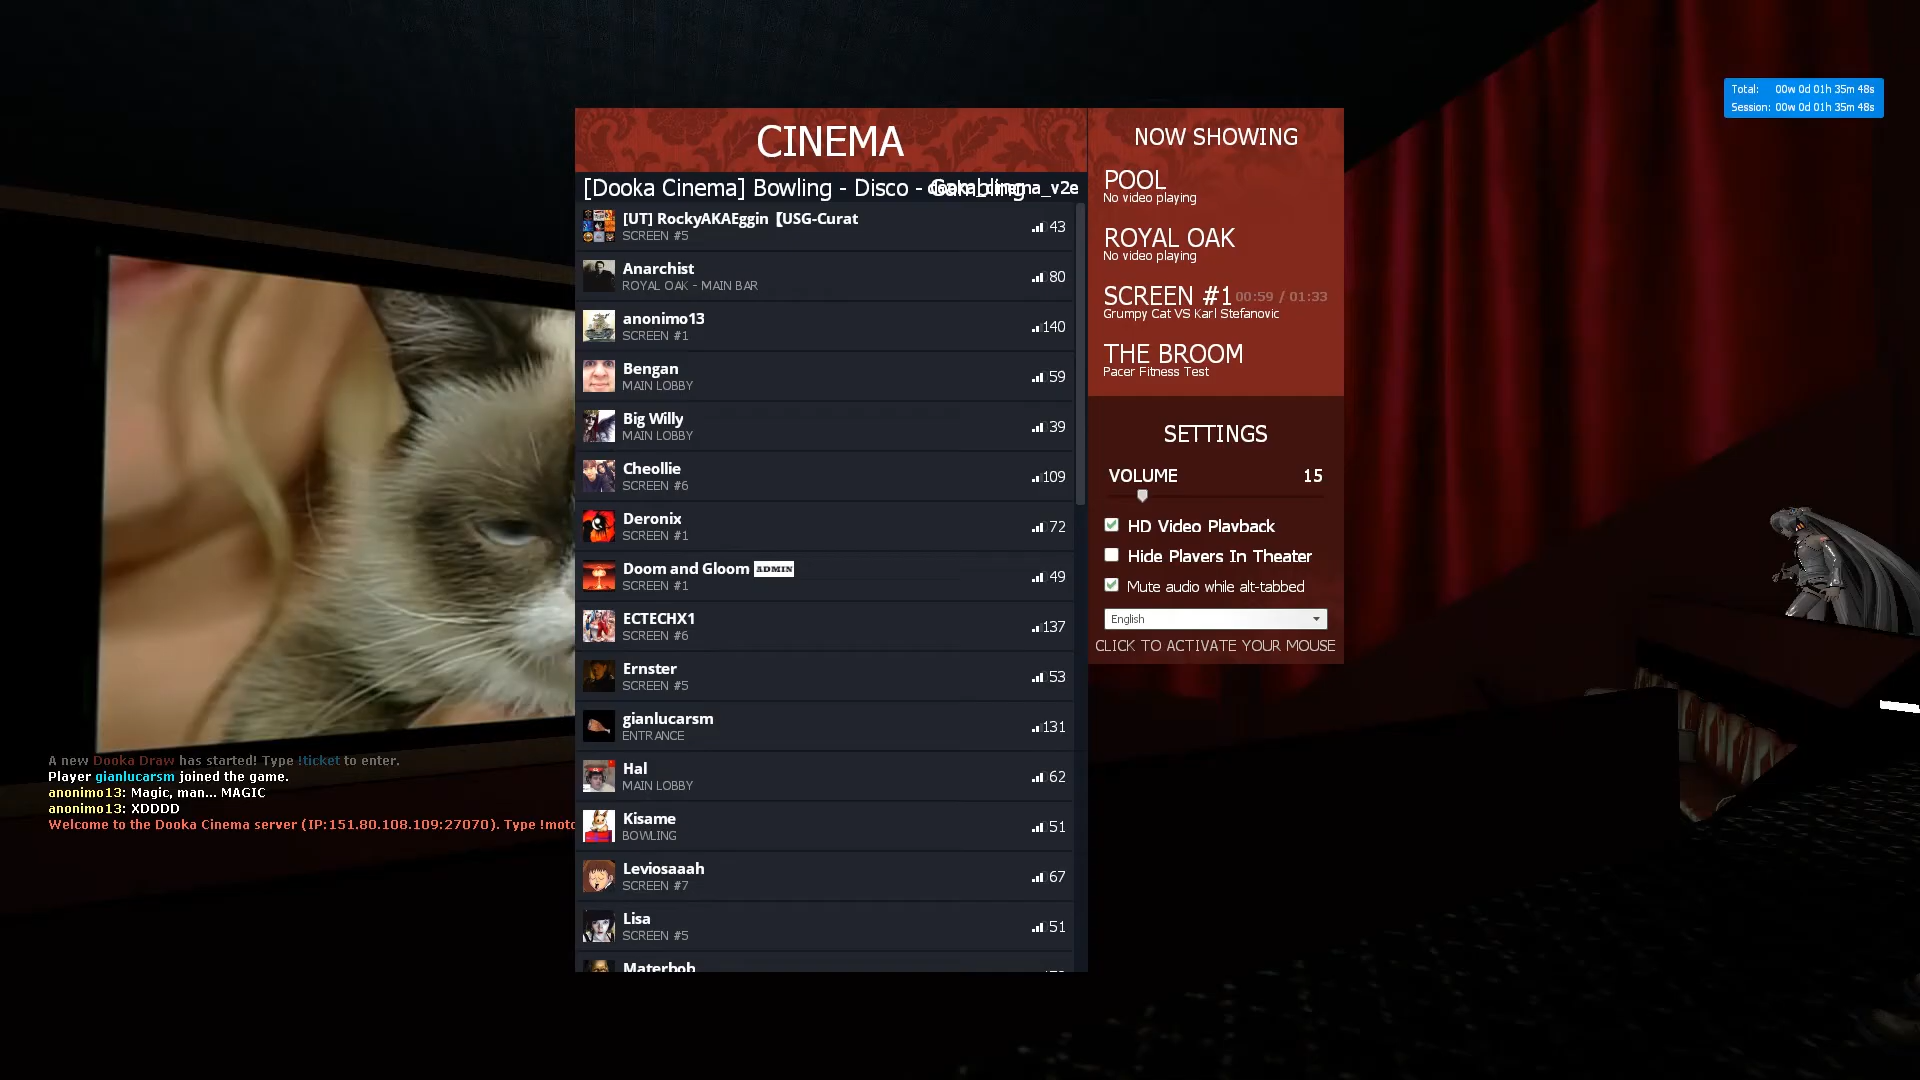 Total: 00w 0d 01h 35m 48s
Session: 00w 0d 01h 35m 48s
CINEMA
[Dooka Cinema] Bowling - Disco - Gambling
[UT] RockyAKAEggin【USG-Curat
SCREEN #5
43
Anarchist
ROYAL OAK - MAIN BAR
80
anonimo13
SCREEN #1
140
Bengan
MAIN LOBBY
59
Big Willy
MAIN LOBBY
39
Cheollie
SCREEN #6
109
Deronix
SCREEN #1
72
Doom and Gloom ADMIN
SCREEN #1
49
ECTECHX1
SCREEN #6
137
Ernster
SCREEN #5
53
gianlucarsm
ENTRANCE
131
Hal
MAIN LOBBY
62
Kisame
BOWLING
51
Leviosaaah
SCREEN #7
67
Lisa
SCREEN #5
51
Materbob
NOW SHOWING
POOL
No video playing
ROYAL OAK
No video playing
SCREEN #1 00:59 / 01:33
Grumpy Cat VS Karl Stefanovic
THE BROOM
Pacer Fitness Test
SETTINGS
VOLUME 15
HD Video Playback
Hide Players In Theater
Mute audio while alt-tabbed
English
CLICK TO ACTIVATE YOUR MOUSE
A new Dooka Draw has started! Type !ticket to enter.
Player gianlucarsm joined the game.
anonimo13: Magic, man... MAGIC
anonimo13: XDDDD
Welcome to the Dooka Cinema server (IP:151.80.108.109:27070). Type !motd